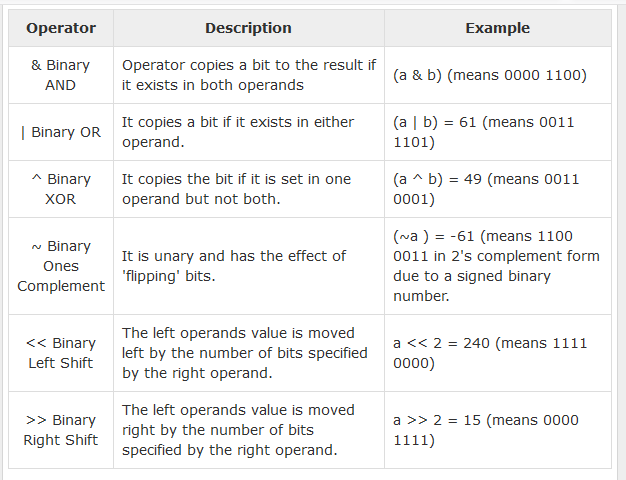 Operator Description Example
& Binary AND
Operator copies a bit to the result if
it exists in both operands
(a & b) (means 0000 1100)
| Binary OR
It copies a bit if it exists in either
operand.
(a | b) = 61 (means 0011
1101)
^ Binary
XOR
It copies the bit if it is set in one
operand but not both.
(a ^ b) = 49 (means 0011
0001)
~ Binary
Ones
Complement
It is unary and has the effect of
'flipping' bits.
(~a ) = -61 (means 1100
0011 in 2's complement form
due to a signed binary
number.
<< Binary
Left Shift
The left operands value is moved
left by the number of bits specified
by the right operand.
a << 2 = 240 (means 1111
0000)
>> Binary
Right Shift
The left operands value is moved
right by the number of bits
specified by the right operand.
a >> 2 = 15 (means 0000
1111)